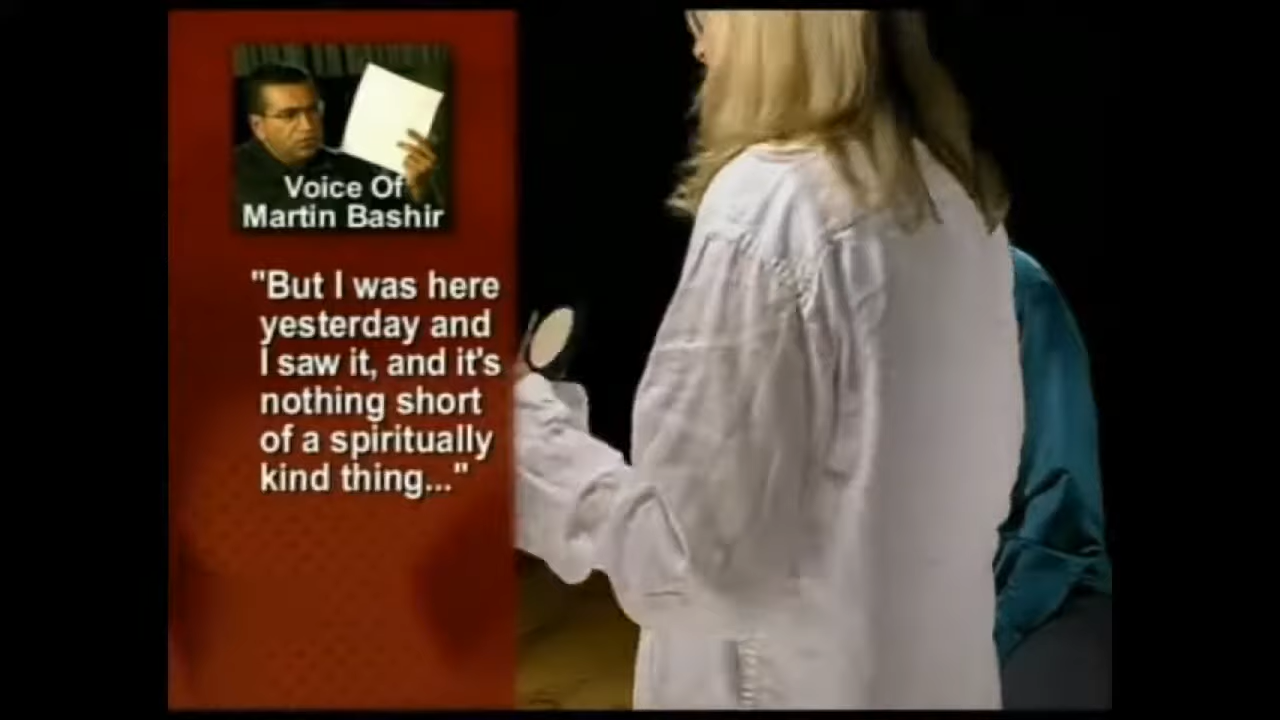 Voice Of
Martin Bashir
"But I was here
yesterday and
I saw it, and it's
nothing short
of a spiritually
kind thing..."